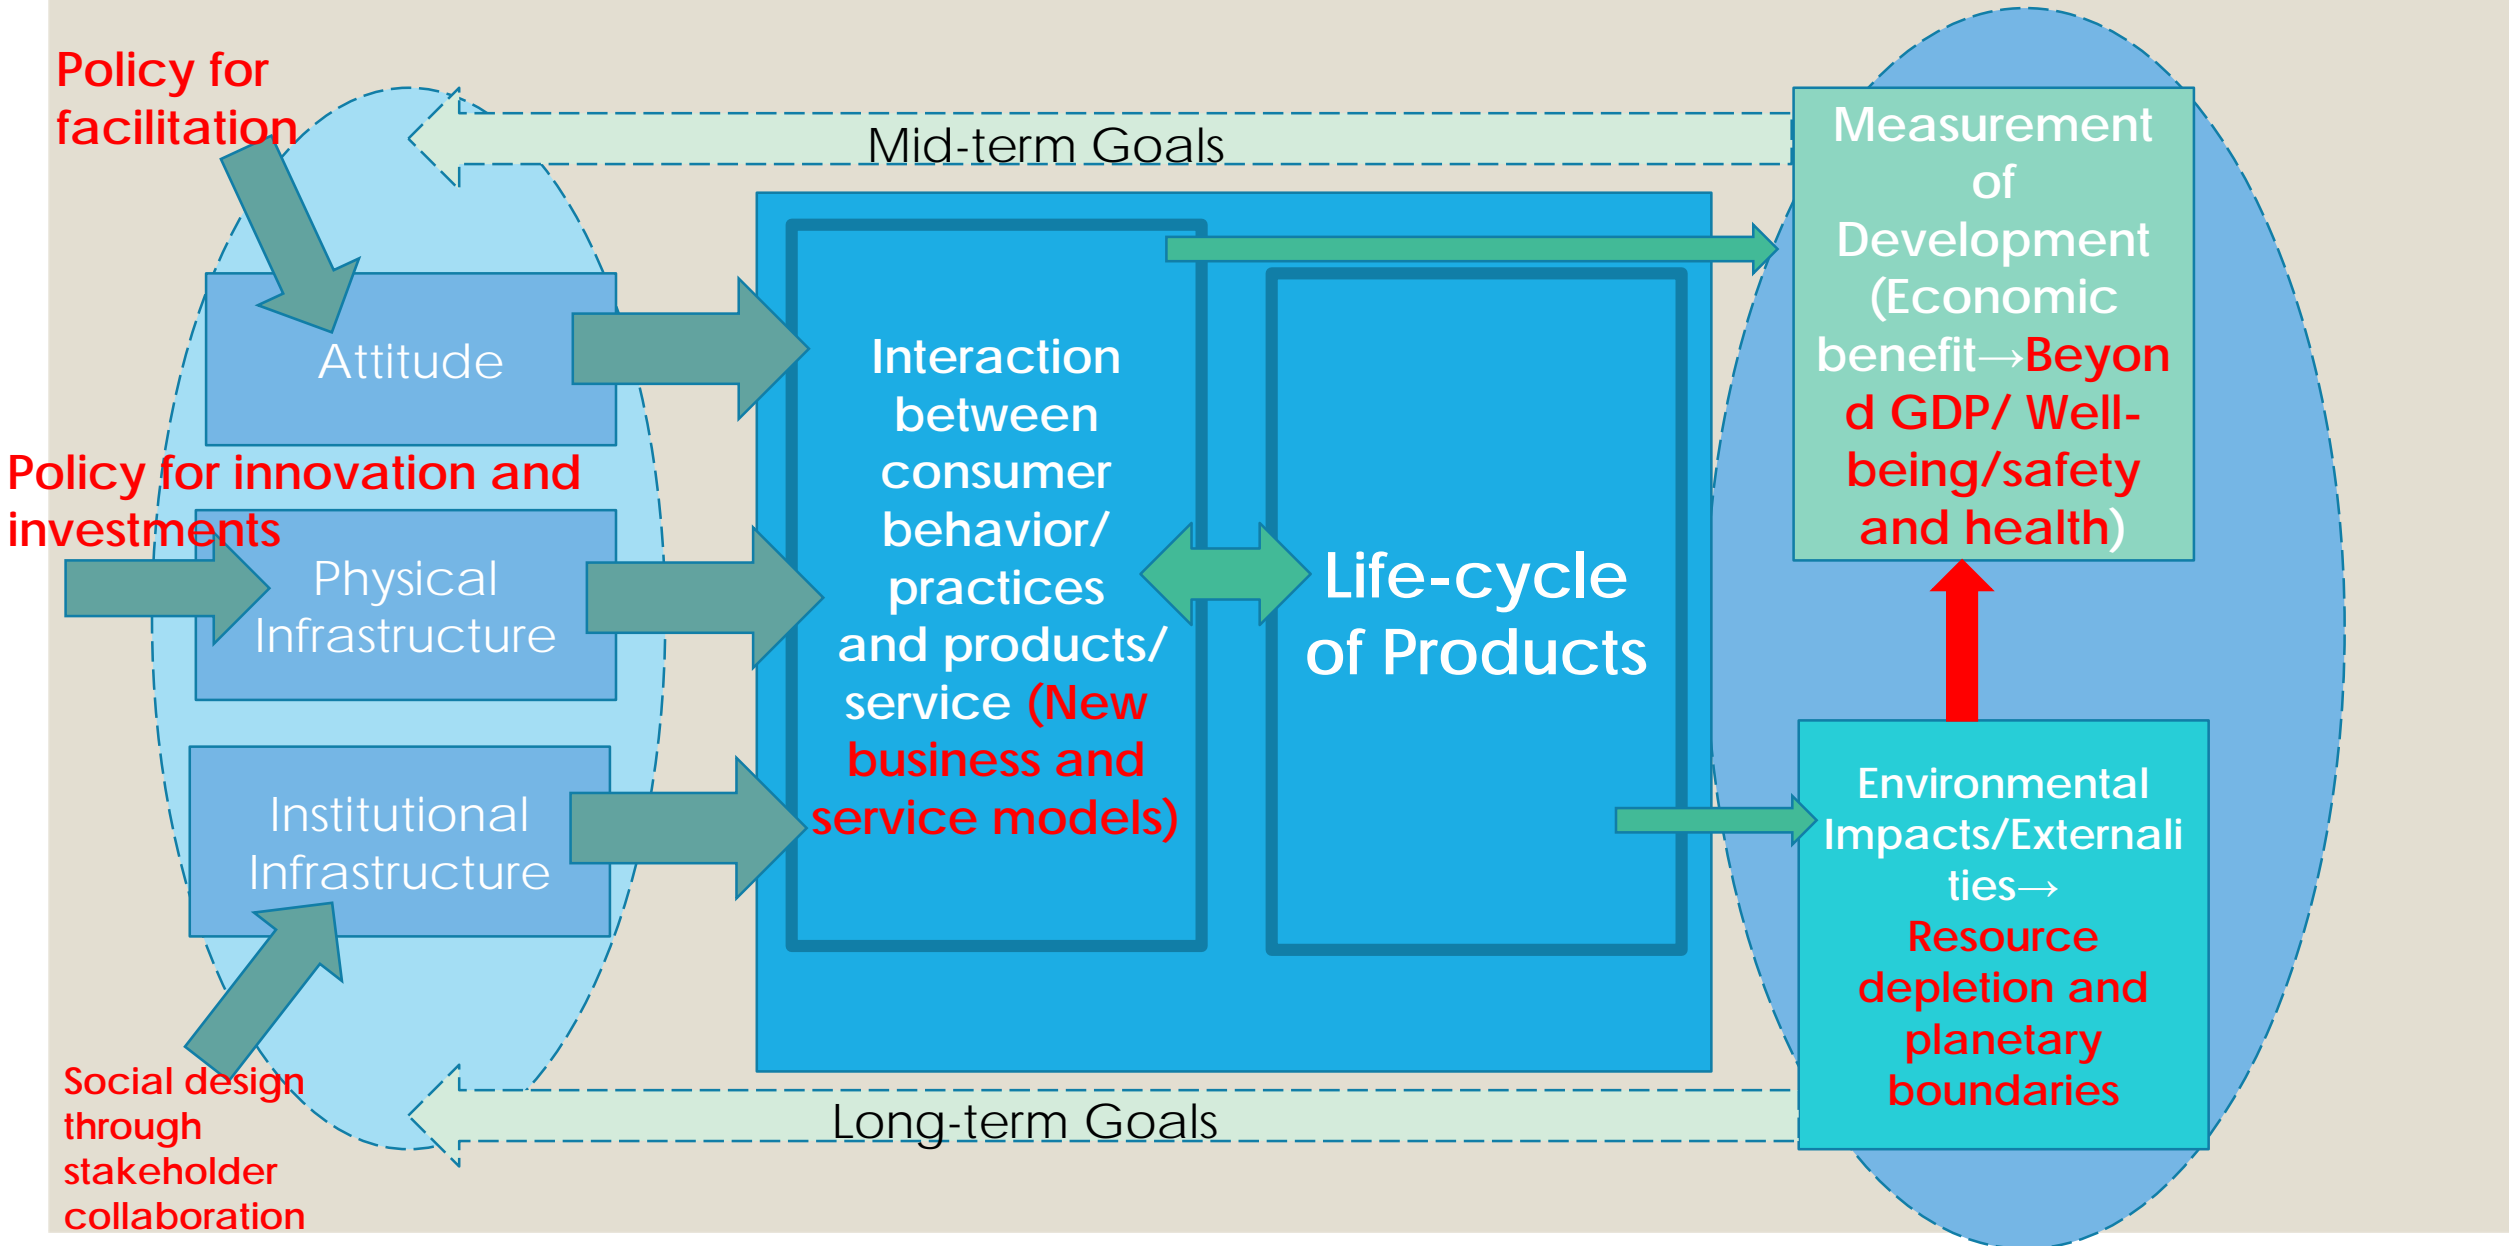 Policy for
facilitation
Mid-term Goals
Attitude
Policy for innovation and
investments
Physical
Infrastructure
Institutional
Infrastructure
Social design
through
stakeholder
collaboration
Interaction
between
consumer
behavior/
practices
and products/
service (New
business and
service models)
Life-cycle
of Products
Measurement
of
Development
(Economic
benefit→Beyon
d GDP/ Well-
being/safety
and health)
Environmental
Impacts/Externali
ties→
Resource
depletion and
planetary
boundaries
Long-term Goals